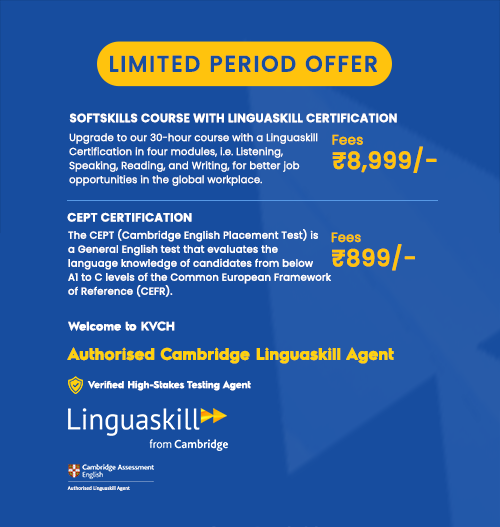 LIMITED PERIOD OFFER
SOFTSKILLS COURSE WITH LINGUASKILL CERTIFICATION
Upgrade to our 30-hour course with a Linguaskill
Certification in four modules, i.e. Listening,
Speaking, Reading, and Writing, for better job
opportunities in the global workplace.
Fees
₹8,999/-
CEPT CERTIFICATION
The CEPT (Cambridge English Placement Test) is
a General English test that evaluates the
language knowledge of candidates from below
A1 to C levels of the Common European Framework
of Reference (CEFR).
Fees
₹899/-
Welcome to KVCH
Authorised Cambridge Linguaskill Agent
Verified High-Stakes Testing Agent
Linguaskill
from Cambridge
Cambridge Assessment
English
Authorised Linguaskill Agent